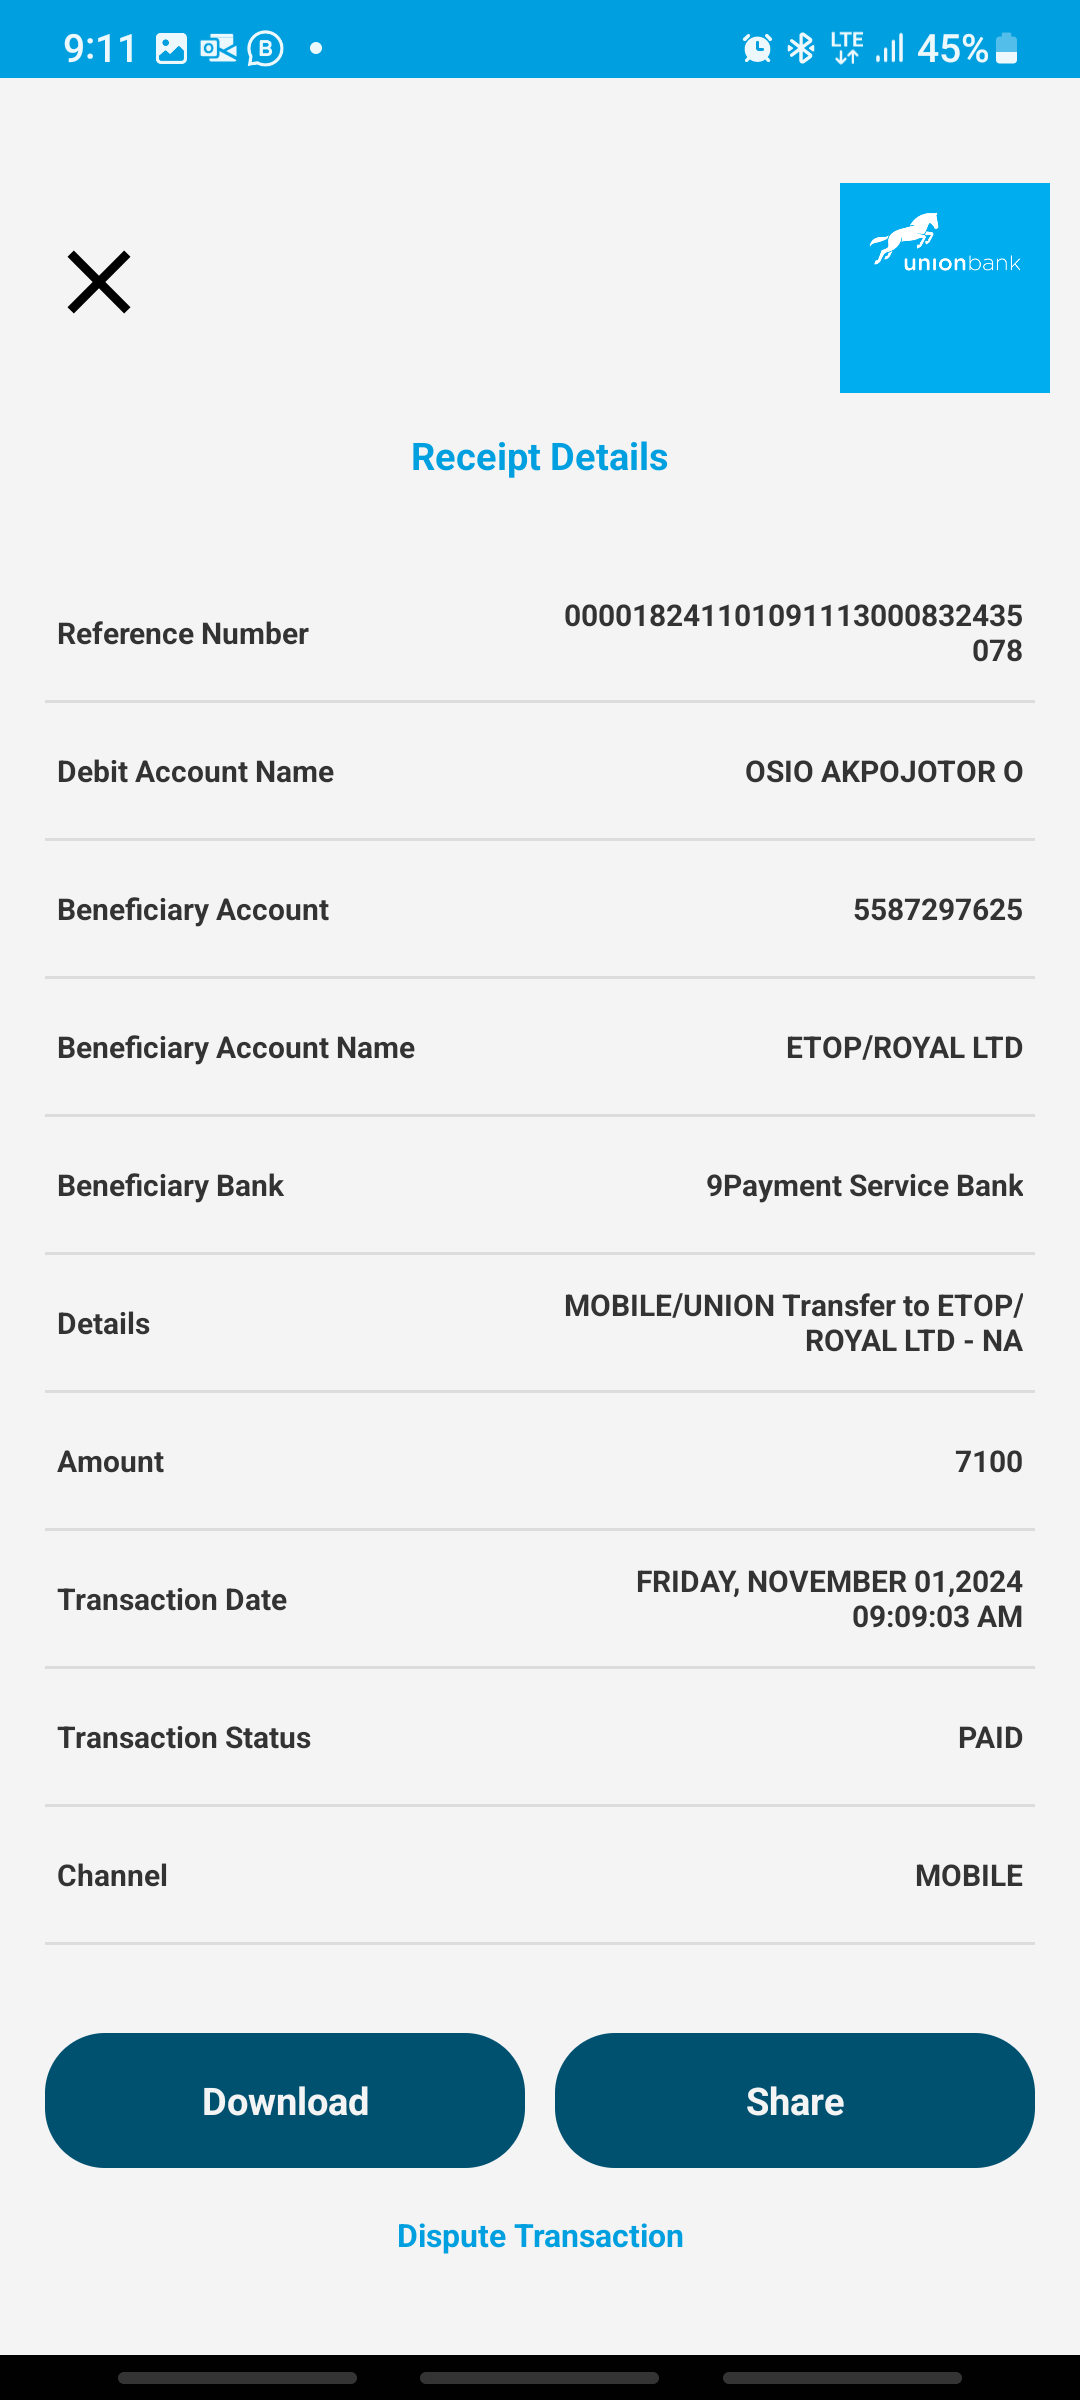 9:11
LTE
45%
unionbank
Receipt Details
Reference Number
000018241101091113000832435
078
Debit Account Name
OSIO AKPOJOTOR O
Beneficiary Account
5587297625
Beneficiary Account Name
ETOP/ROYAL LTD
Beneficiary Bank
9Payment Service Bank
Details
MOBILE/UNION Transfer to ETOP/
ROYAL LTD - NA
Amount
7100
Transaction Date
FRIDAY, NOVEMBER 01,2024
09:09:03 AM
Transaction Status
PAID
Channel
MOBILE
Download
Share
Dispute Transaction